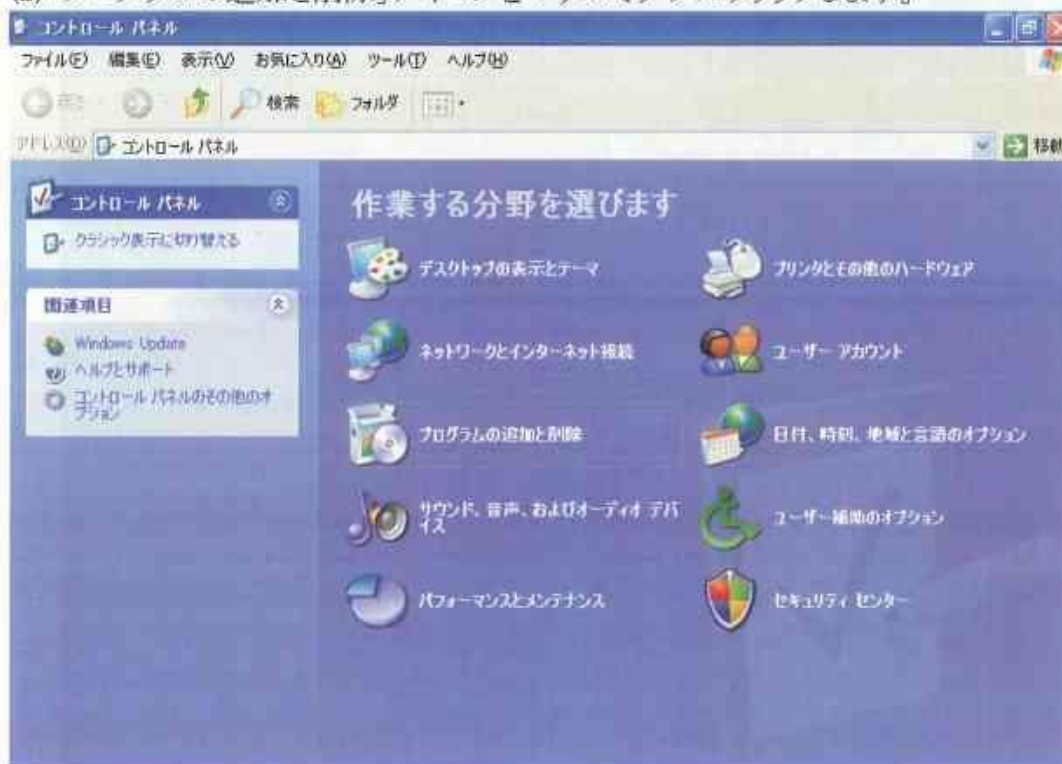 コントロール パネル
ファイル(F) 編集(E) 表示(V) お気に入り(A) ツール(T) ヘルプ(H)
戻る 検索 フォルダ
アドレス(D) コントロール パネル 移動
コントロール パネル
クラシック表示に切り替える
関連項目
Windows Update
ヘルプとサポート
コントロール パネルのその他のオ
プション
作業する分野を選びます
デスクトップの表示とテーマ
プリンタとその他のハードウェア
ネットワークとインターネット接続
ユーザー アカウント
プログラムの追加と削除
日付、時刻、地域と言語のオプション
サウンド、音声、およびオーディオ デバ
イス
ユーザー補助のオプション
パフォーマンスとメンテナンス
セキュリティ センター